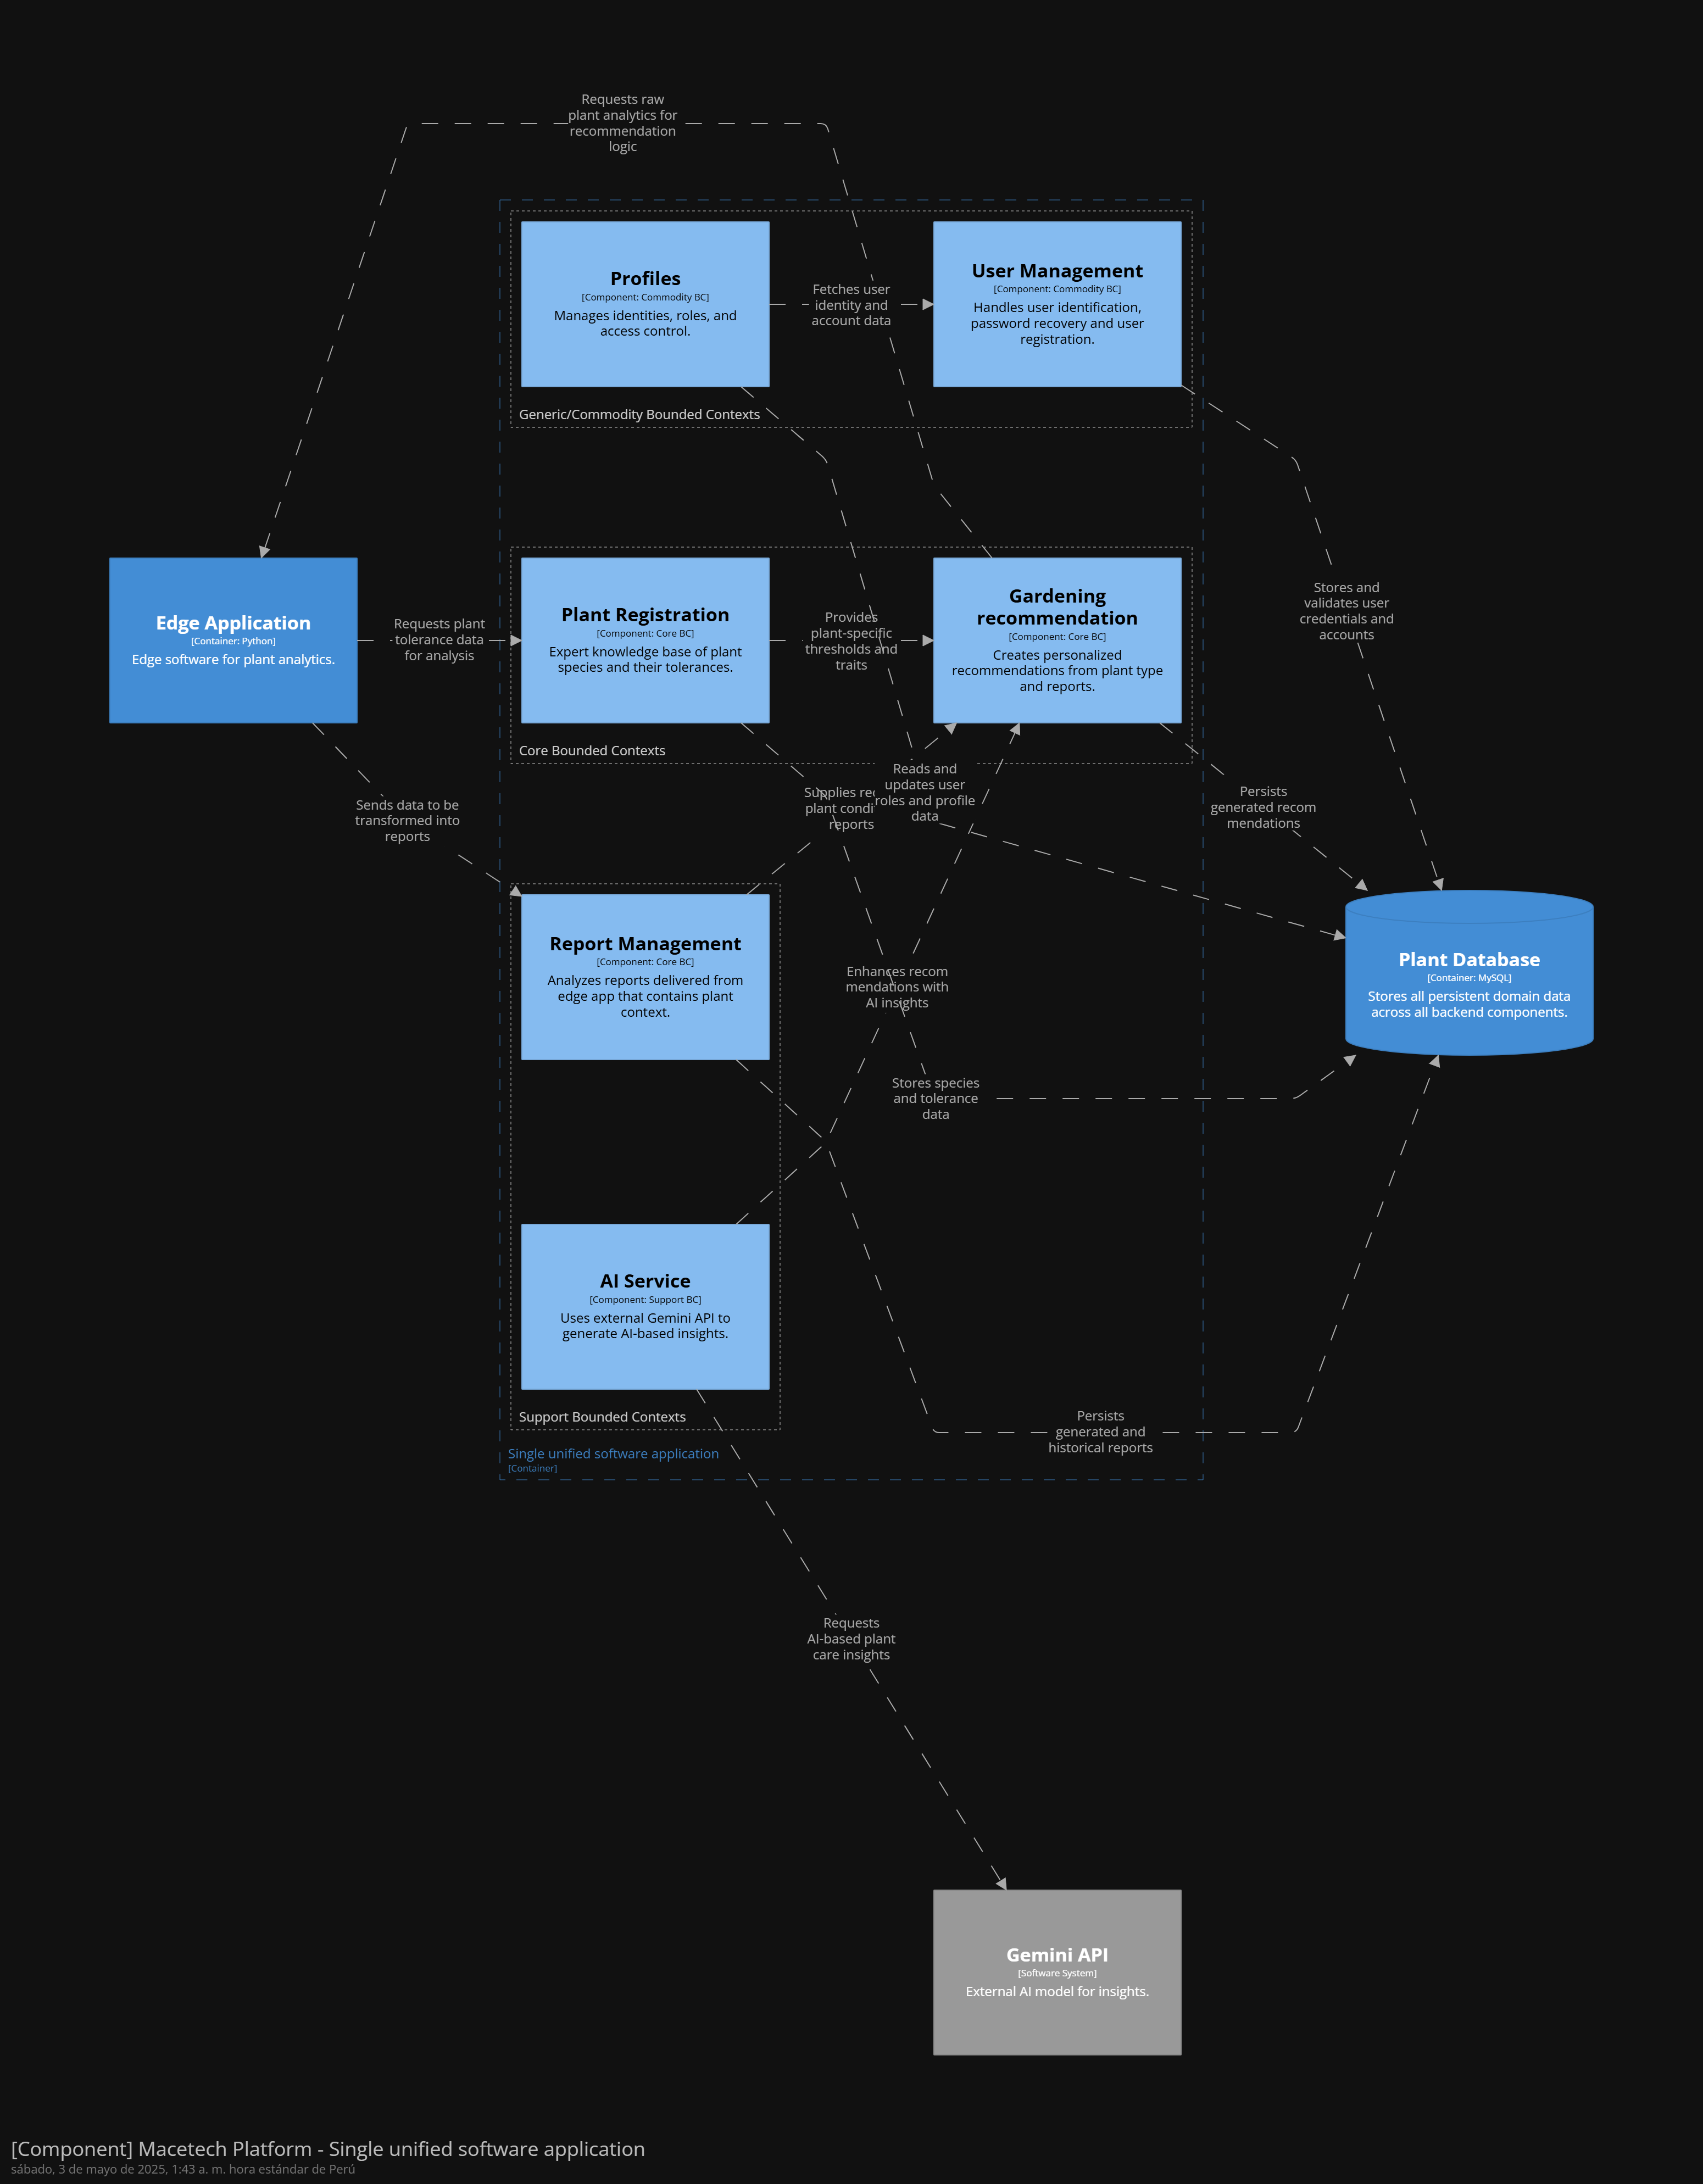 Requests raw
plant analytics for
recommendation
logic
Profiles
[Component: Commodity BC]
Manages identities, roles, and
access control.
Fetches user
identity and
account data
User Management
[Component: Commodity BC]
Handles user identification,
password recovery and user
registration.
Generic/Commodity Bounded Contexts
Edge Application
[Container: Python]
Edge software for plant analytics.
Requests plant
tolerance data
for analysis
Plant Registration
[Component: Core BC]
Expert knowledge base of plant
species and their tolerances.
Provides
plant-specific
thresholds and
traits
Gardening
recommendation
[Component: Core BC]
Creates personalized
recommendations from plant type
and reports.
Stores and
validates user
credentials and
accounts
Core Bounded Contexts
Sends data to be
transformed into
reports
Supplies
plant
reports
Reads and
updates user
roles and profile
data
Persists
generated recom
mendations
Report Management
[Component: Core BC]
Analyzes reports delivered from
edge app that contains plant
context.
Enhances recom
mendations with
AI insights
Plant Database
[Container: MySQL]
Stores all persistent domain data
across all backend components.
Stores species
and tolerance
data
AI Service
[Component: Support BC]
Uses external Gemini API to
generate AI-based insights.
Support Bounded Contexts
Persists
generated and
historical reports
Single unified software application
[Container]
Requests
AI-based plant
care insights
Gemini API
[Software System]
External AI model for insights.
[Component] Macetech Platform - Single unified software application
sábado, 3 de mayo de 2025, 1:43 a. m. hora estándar de Perú